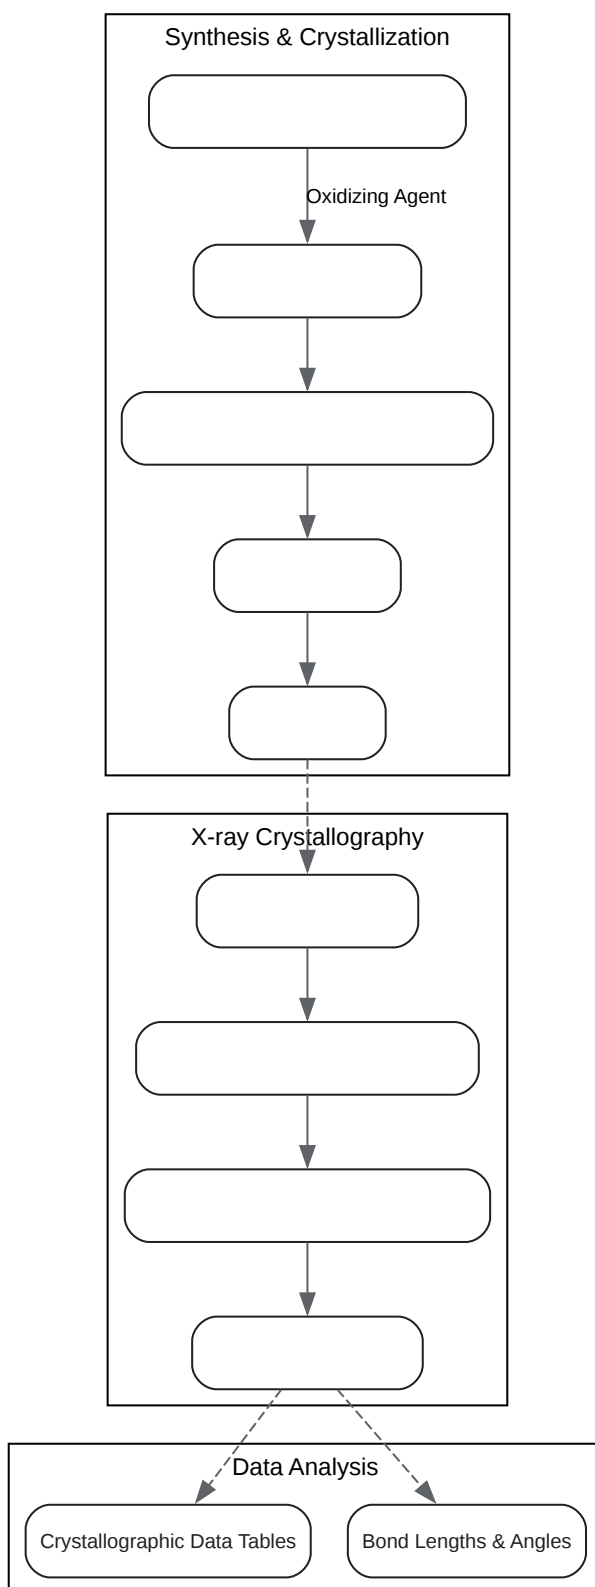 Synthesis & Crystallization
Oxidizing Agent
X-ray Crystallography
Data Analysis
Crystallographic Data Tables
Bond Lengths & Angles